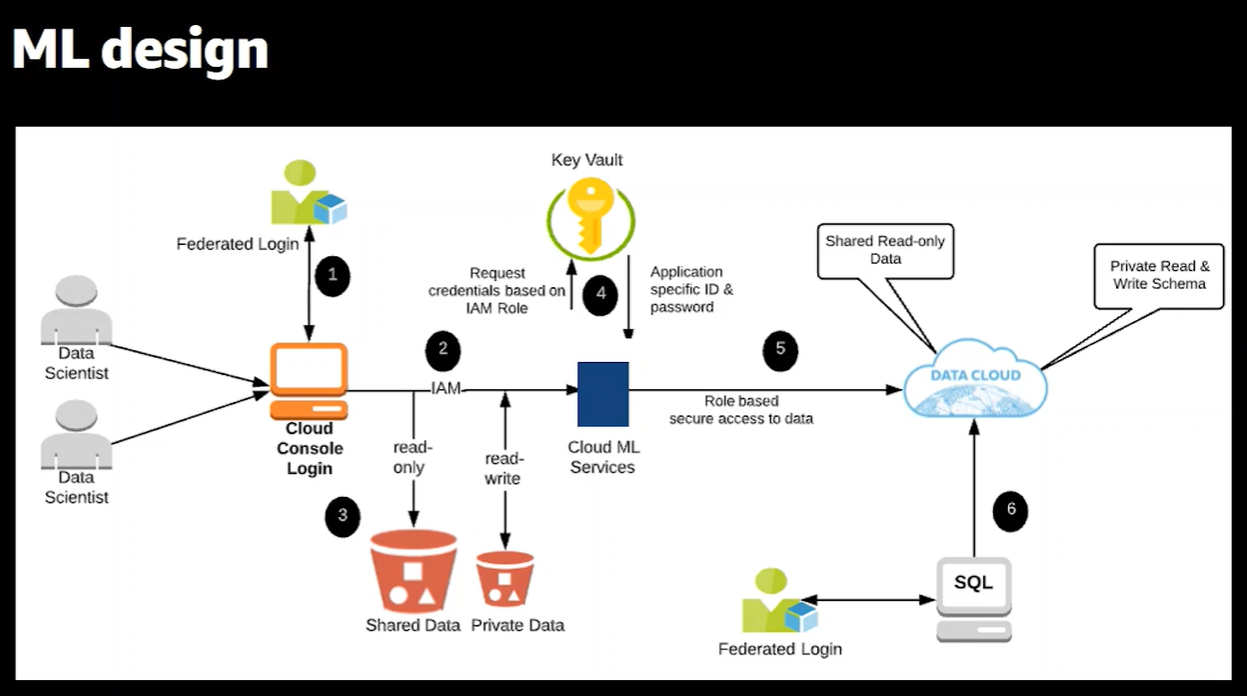 ML design
Key Vault
Federated Login
1
Request
credentials based on
IAM Role
4
Application
specific ID &
password
Shared Read-only
Data
Private Read &
Write Schema
Data
Scientist
Data
Scientist
Cloud
Console
Login
2
IAM
read-
only
read-
write
3
Shared Data
Private Data
Cloud ML
Services
5
Role based
secure access to data
DATA CLOUD
6
SQL
Federated Login